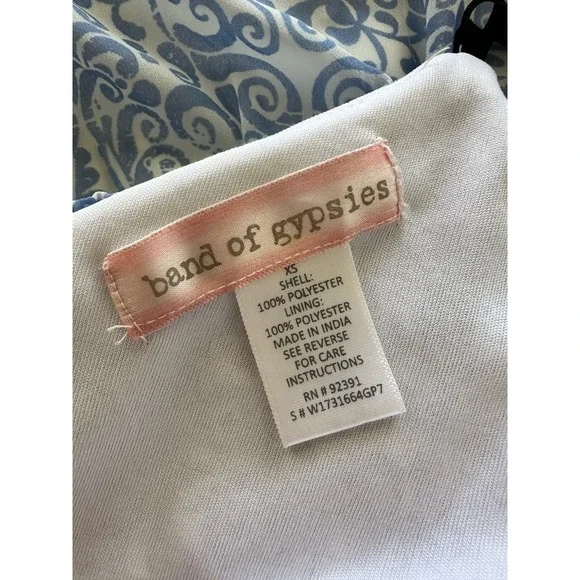 band of gypsies
XS
SHELL:
100% POLYESTER
LINING:
100% POLYESTER
MADE IN INDIA
SEE REVERSE
FOR CARE
INSTRUCTIONS
RN # 92391
S # W1731664GP7